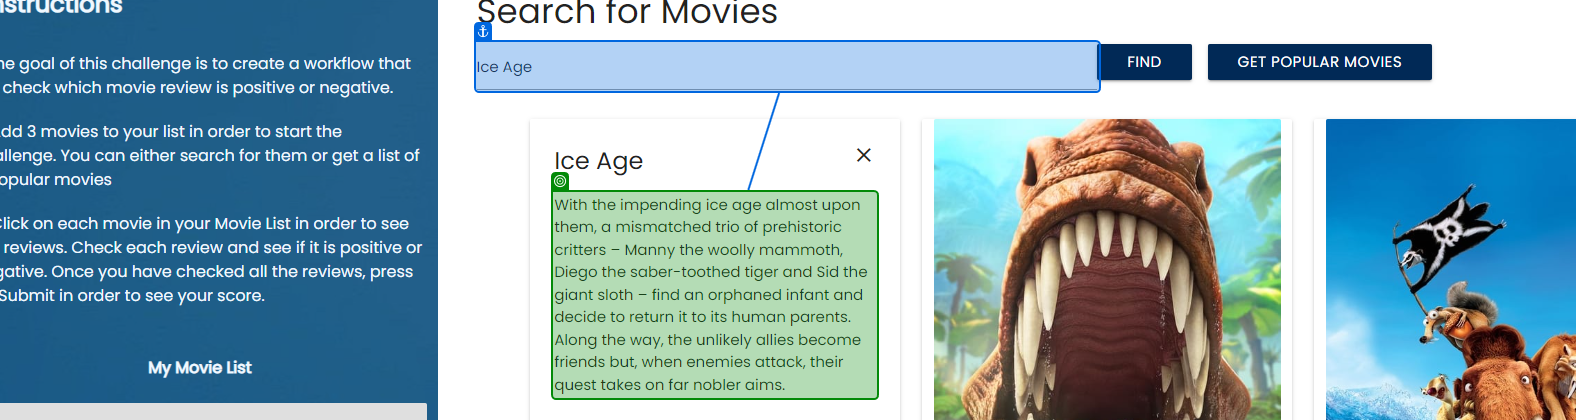 nstructions
ne goal of this challenge is to create a workflow that
check which movie review is positive or negative.
dd 3 movies to your list in order to start the
allenge. You can either search for them or get a list of
opular movies
Click on each movie in your Movie List in order to see
reviews. Check each review and see if it is positive or
gative. Once you have checked all the reviews, press
Submit in order to see your score.
My Movie List
Search for Movies
Ice Age
FIND
GET POPULAR MOVIES
Ice Age
With the impending ice age almost upon
them, a mismatched trio of prehistoric
critters – Manny the woolly mammoth,
Diego the saber-toothed tiger and Sid the
giant sloth – find an orphaned infant and
decide to return it to its human parents.
Along the way, the unlikely allies become
friends but, when enemies attack, their
quest takes on far nobler aims.